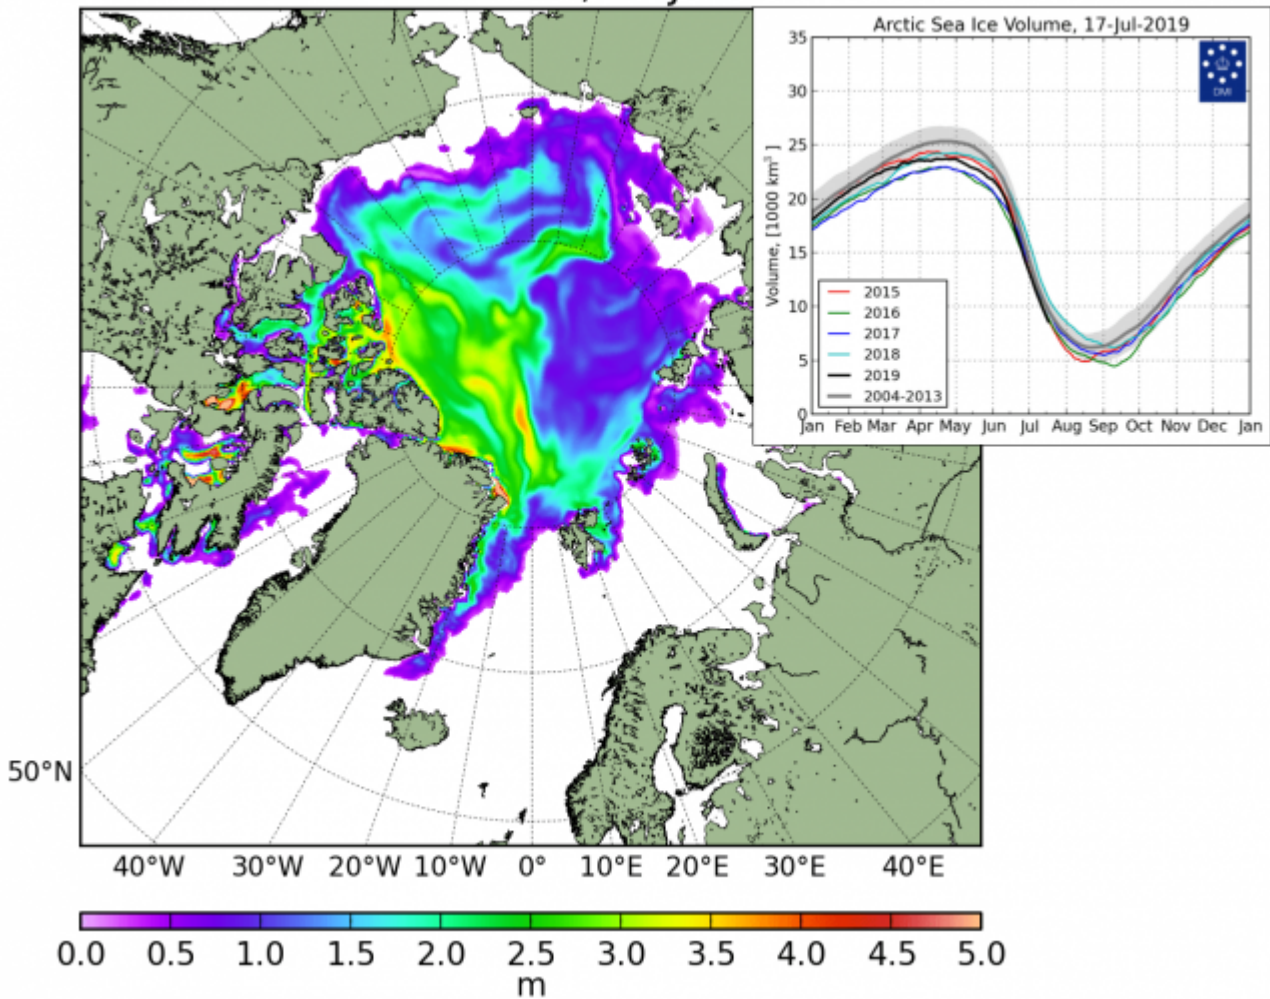 Arctic Sea Ice Volume, 17-Jul-2019
35
30
25
20
15
10
5
0
Volume, [1000 km³ ]
DMI
2015
2016
2017
2018
2019
2004-2013
Jan Feb Mar Apr May Jun Jul Aug Sep Oct Nov Dec Jan
50°N
40°W 30°W 20°W 10°W 0° 10°E 20°E 30°E 40°E
0.0 0.5 1.0 1.5 2.0 2.5 3.0 3.5 4.0 4.5 5.0
m